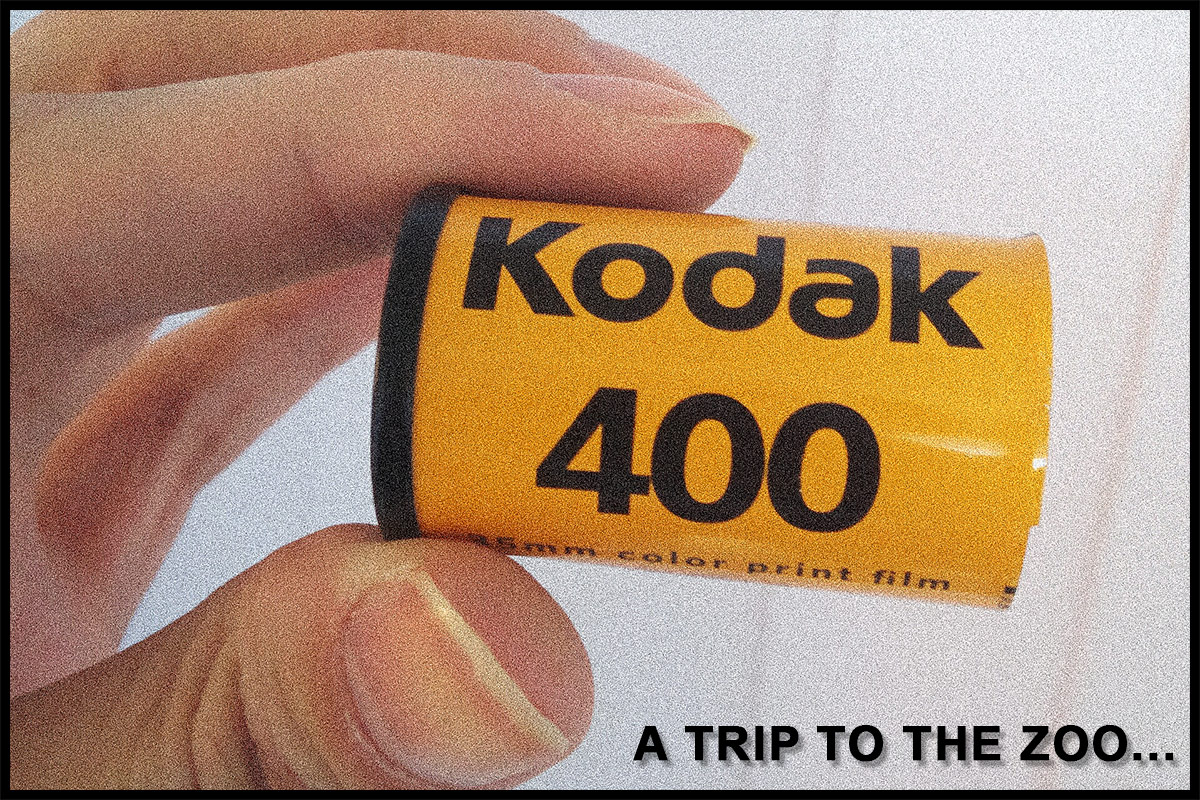 Kodak
400
35mm color print film
A TRIP TO THE ZOO...